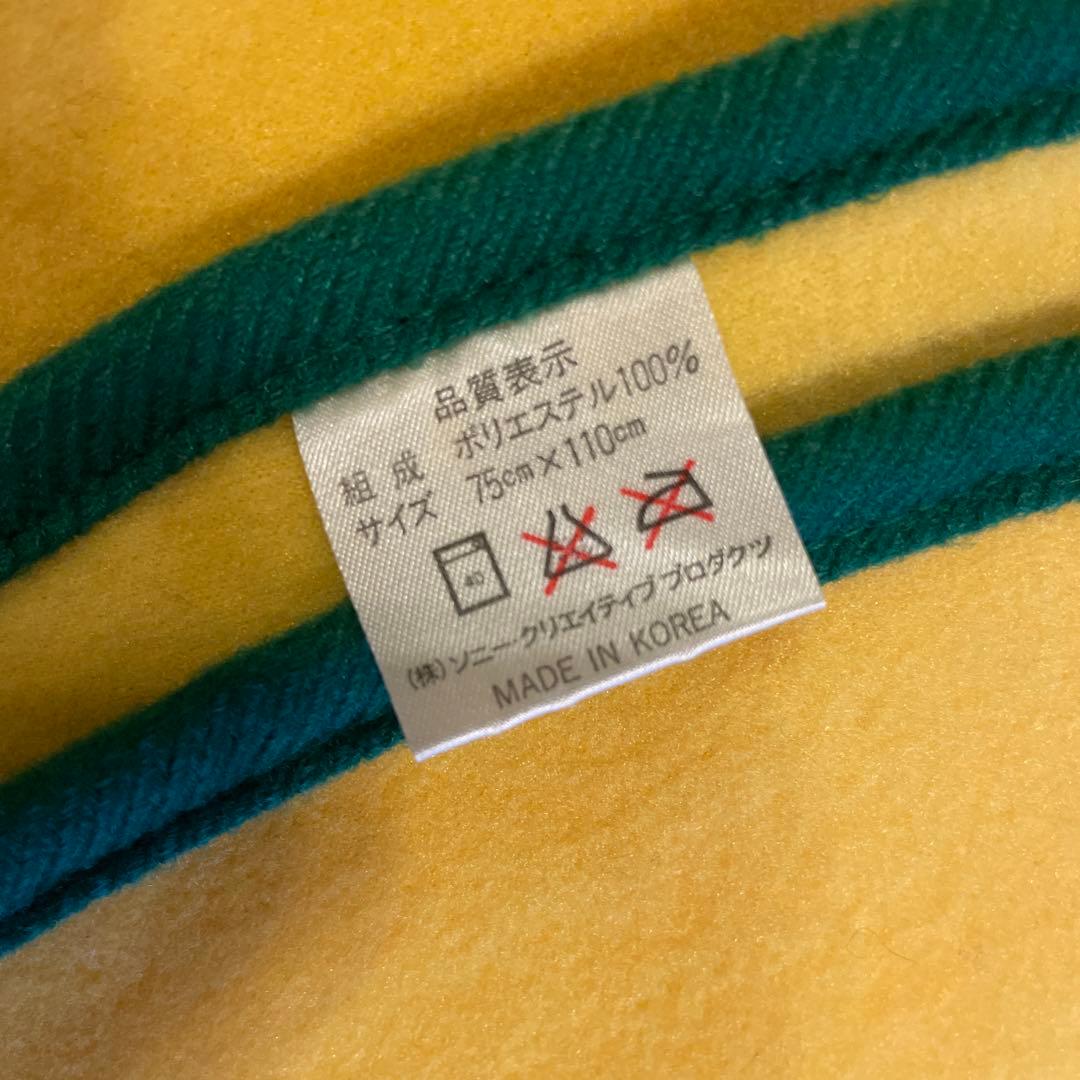 品質表示
組成 ポリエステル100%
サイズ 75cm×110cm
40
(株)ソニー・クリエイティブプロダクツ
MADE IN KOREA